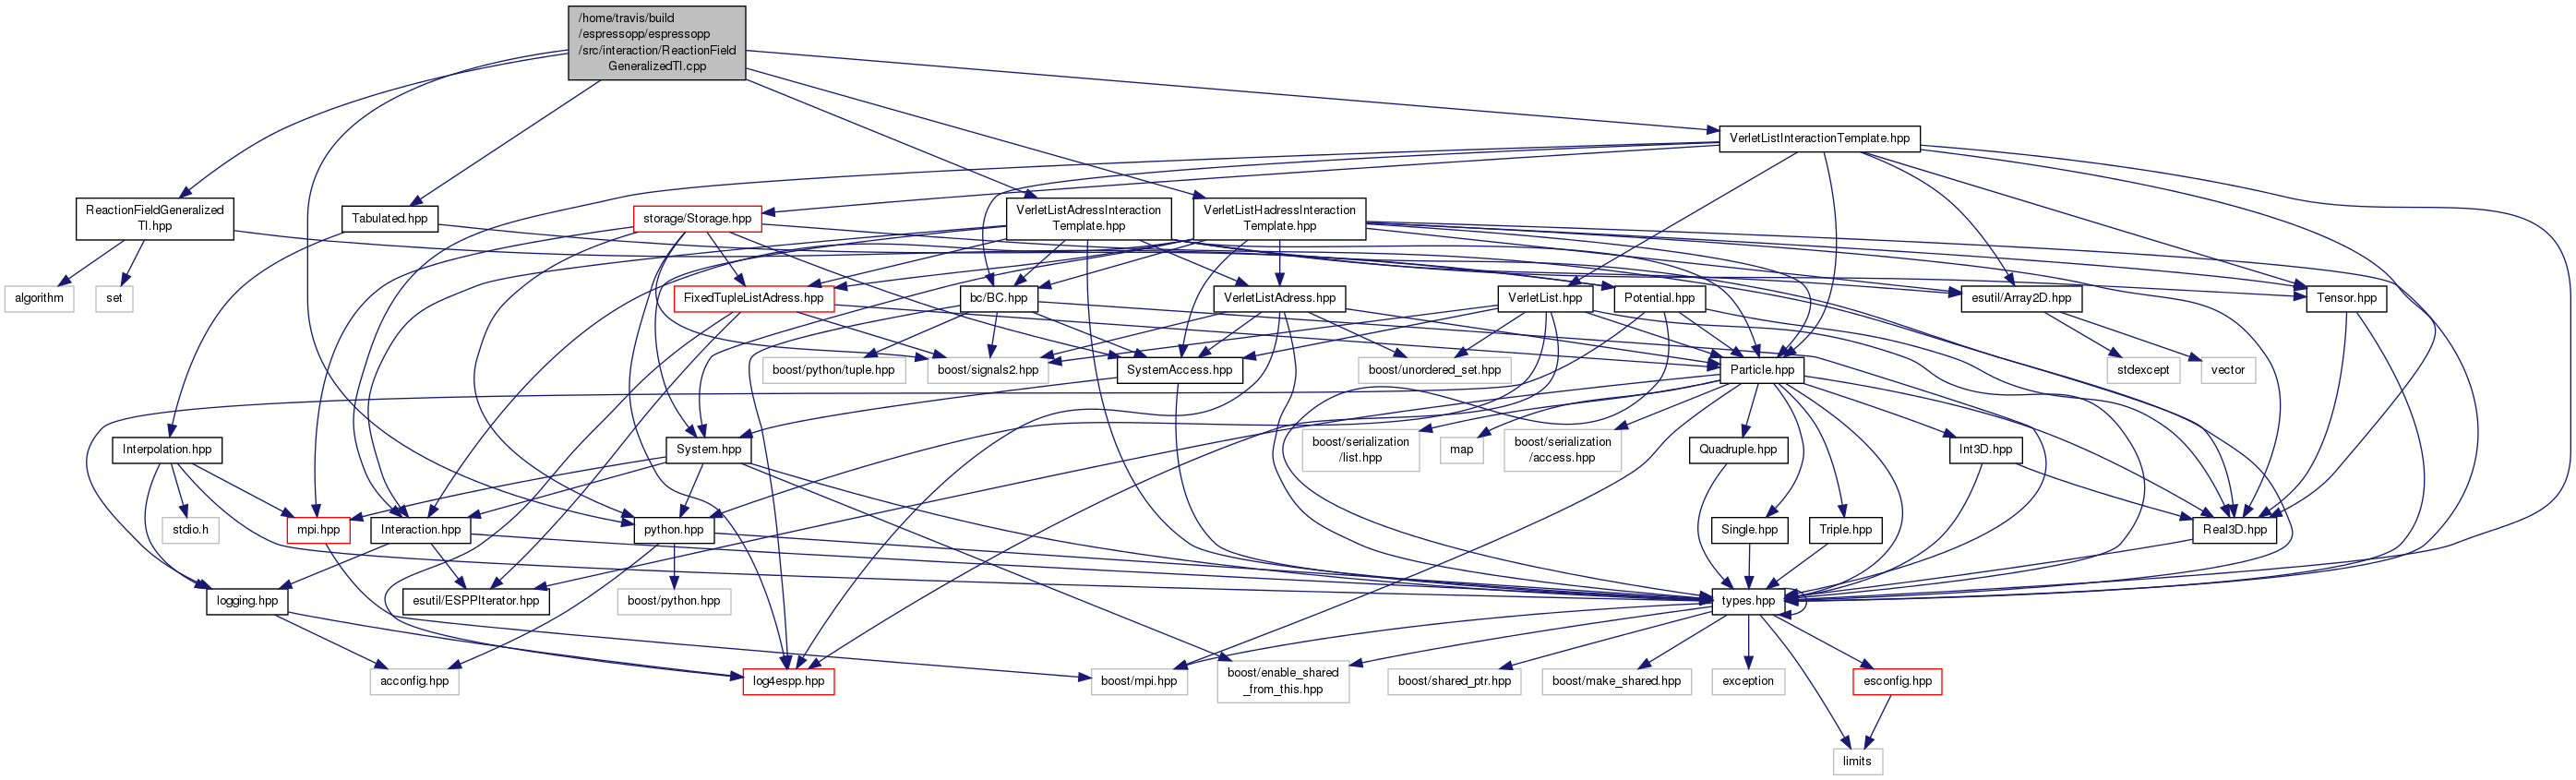 /home/travis/build
/espressopp/espressopp
/src/interaction/ReactionField
GeneralizedTI.cpp
VerletListInteractionTemplate.hpp
ReactionFieldGeneralized
TI.hpp
Tabulated.hpp
storage/Storage.hpp
VerletListAdressInteraction
Template.hpp
VerletListHadressInteraction
Template.hpp
algorithm
set
FixedTupleListAdress.hpp
bc/BC.hpp
VerletListAdress.hpp
VerletList.hpp
Potential.hpp
esutil/Array2D.hpp
Tensor.hpp
boost/python/tuple.hpp
boost/signals2.hpp
SystemAccess.hpp
boost/unordered_set.hpp
Particle.hpp
stdexcept
vector
Interpolation.hpp
System.hpp
boost/serialization
/list.hpp
map
boost/serialization
/access.hpp
Quadruple.hpp
Int3D.hpp
stdio.h
mpi.hpp
Interaction.hpp
python.hpp
Single.hpp
Triple.hpp
Real3D.hpp
logging.hpp
esutil/ESPPIterator.hpp
boost/python.hpp
types.hpp
acconfig.hpp
log4espp.hpp
boost/mpi.hpp
boost/enable_shared
_from_this.hpp
boost/shared_ptr.hpp
boost/make_shared.hpp
exception
esconfig.hpp
limits